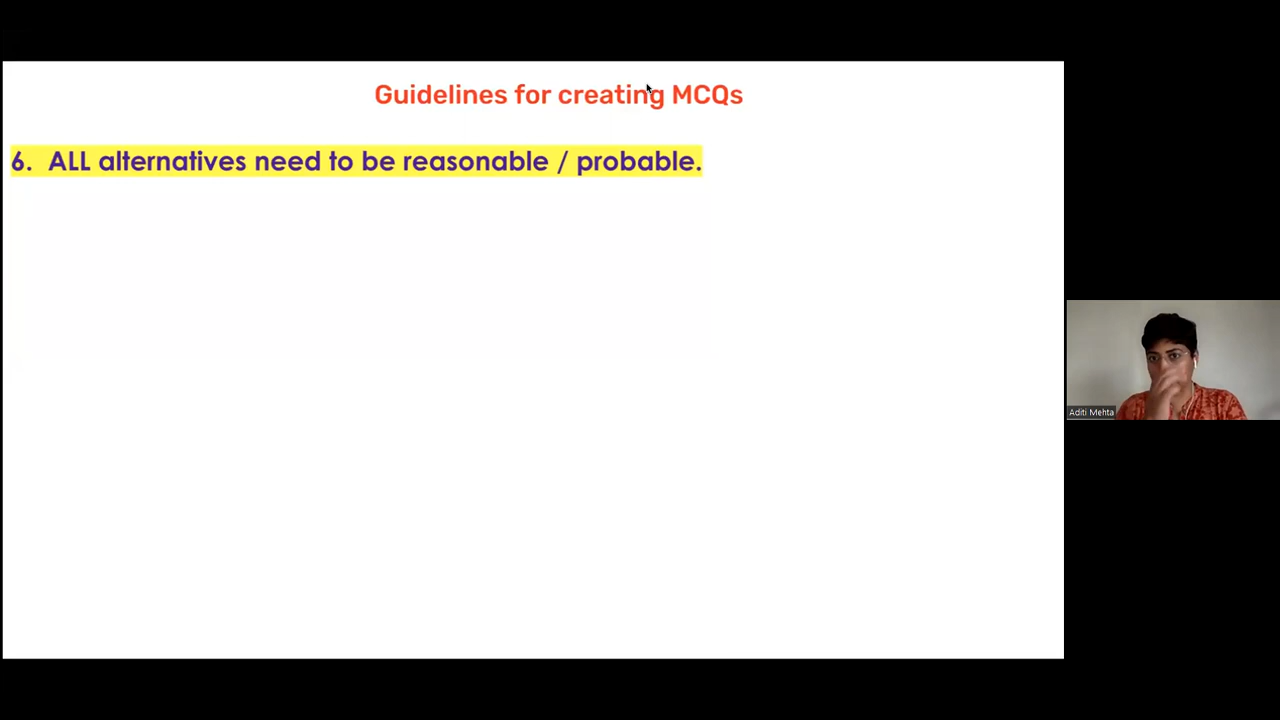 Guidelines for creating MCQs
6. ALL alternatives need to be reasonable / probable.
Aditi Mehta